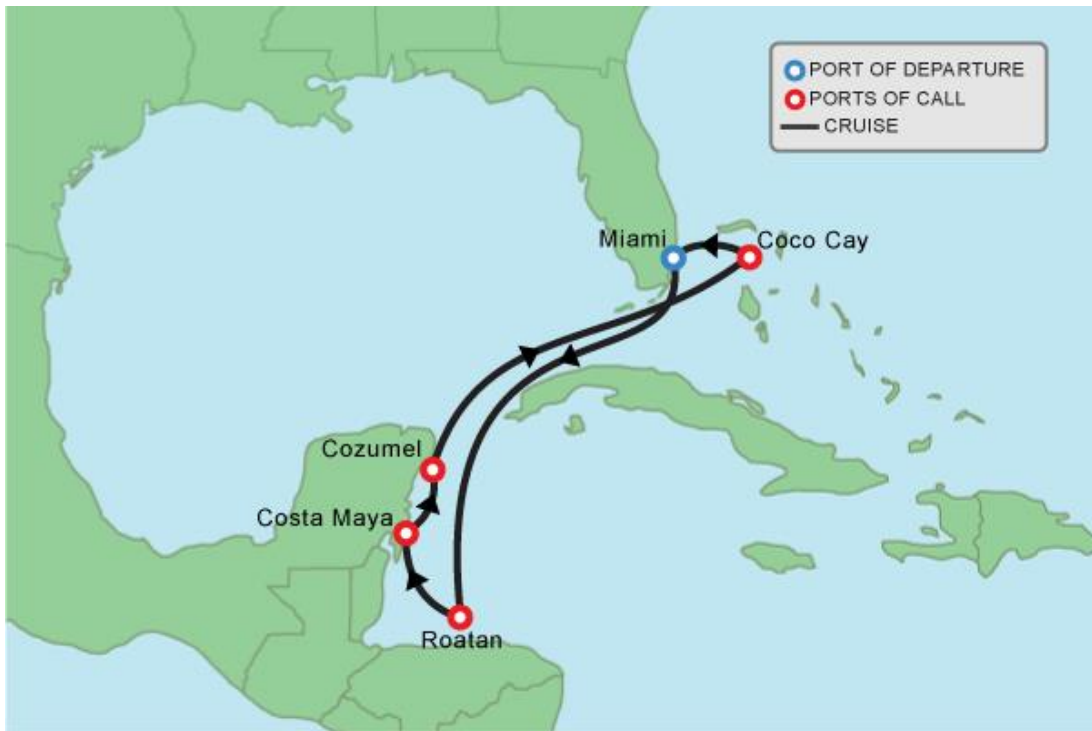 PORT OF DEPARTURE
PORTS OF CALL
CRUISE
Miami
Coco Cay
Cozumel
Costa Maya
Roatan